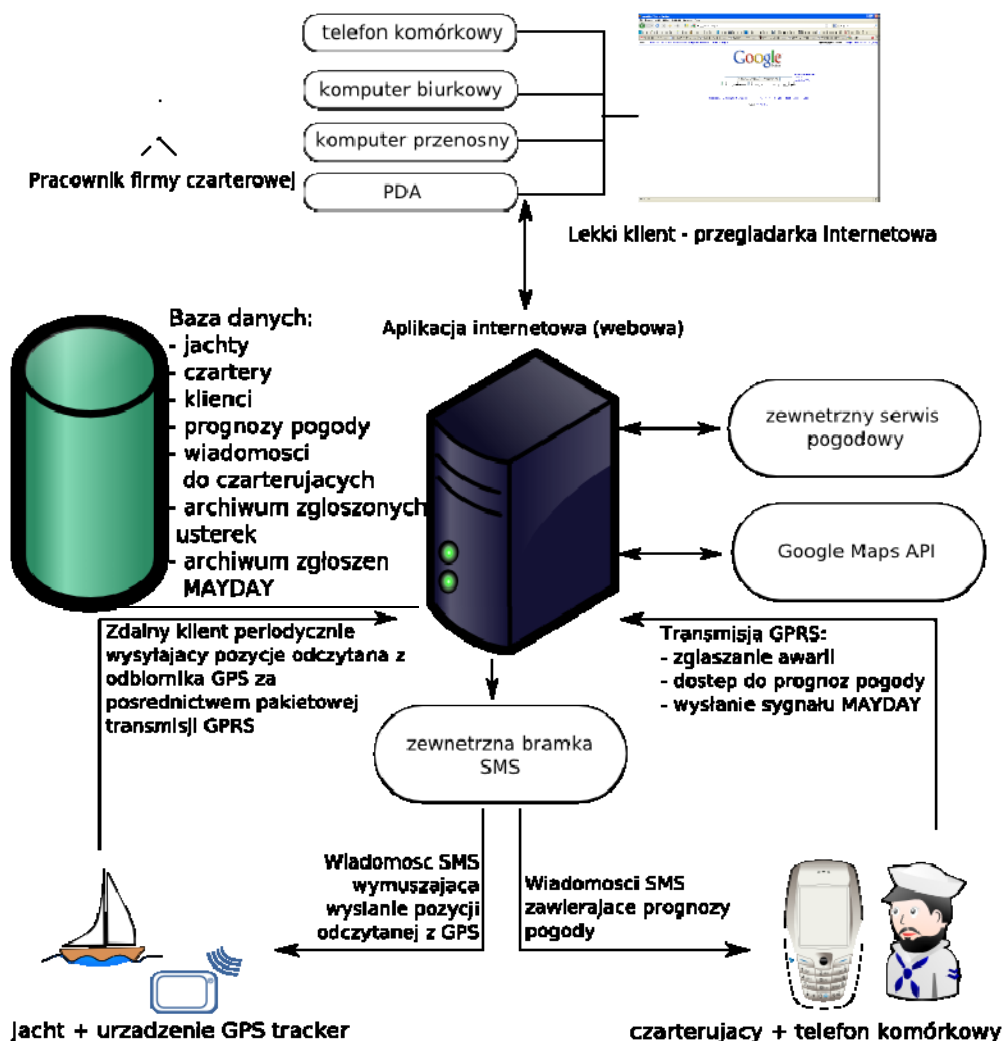 telefon komórkowy
komputer biurkowy
komputer przenosny
PDA
Pracownik firmy czarterowej
Google
Lekki klient - przegladarka internetowa
Baza danych:
- jachty
- czartery
- klienci
- prognozy pogody
- wiadomosci
do czarterujacych
- archiwum zgloszonych
usterek
- archiwum zgłoszen
MAYDAY
Aplikacja internetowa (webowa)
zewnetrzny serwis
pogodowy
Google Maps API
Zdalny klient periodycznie
wysyłajacy pozycje odczytana z
odbiornika GPS za
posrednictwem pakietowej
transmisji GPRS
Transmisja GPRS:
- zglaszanie awarii
- dostep do prognoz pogody
- wysłanie sygnału MAYDAY
zewnetrzna bramka
SMS
Wiadomosc SMS
wymuszajaca
wyslanie pozycji
odczytanej z GPS
Wiadomosci SMS
zawierajace prognozy
pogody
Jacht + urzadzenie GPS tracker
czarterujacy + telefon komórkowy